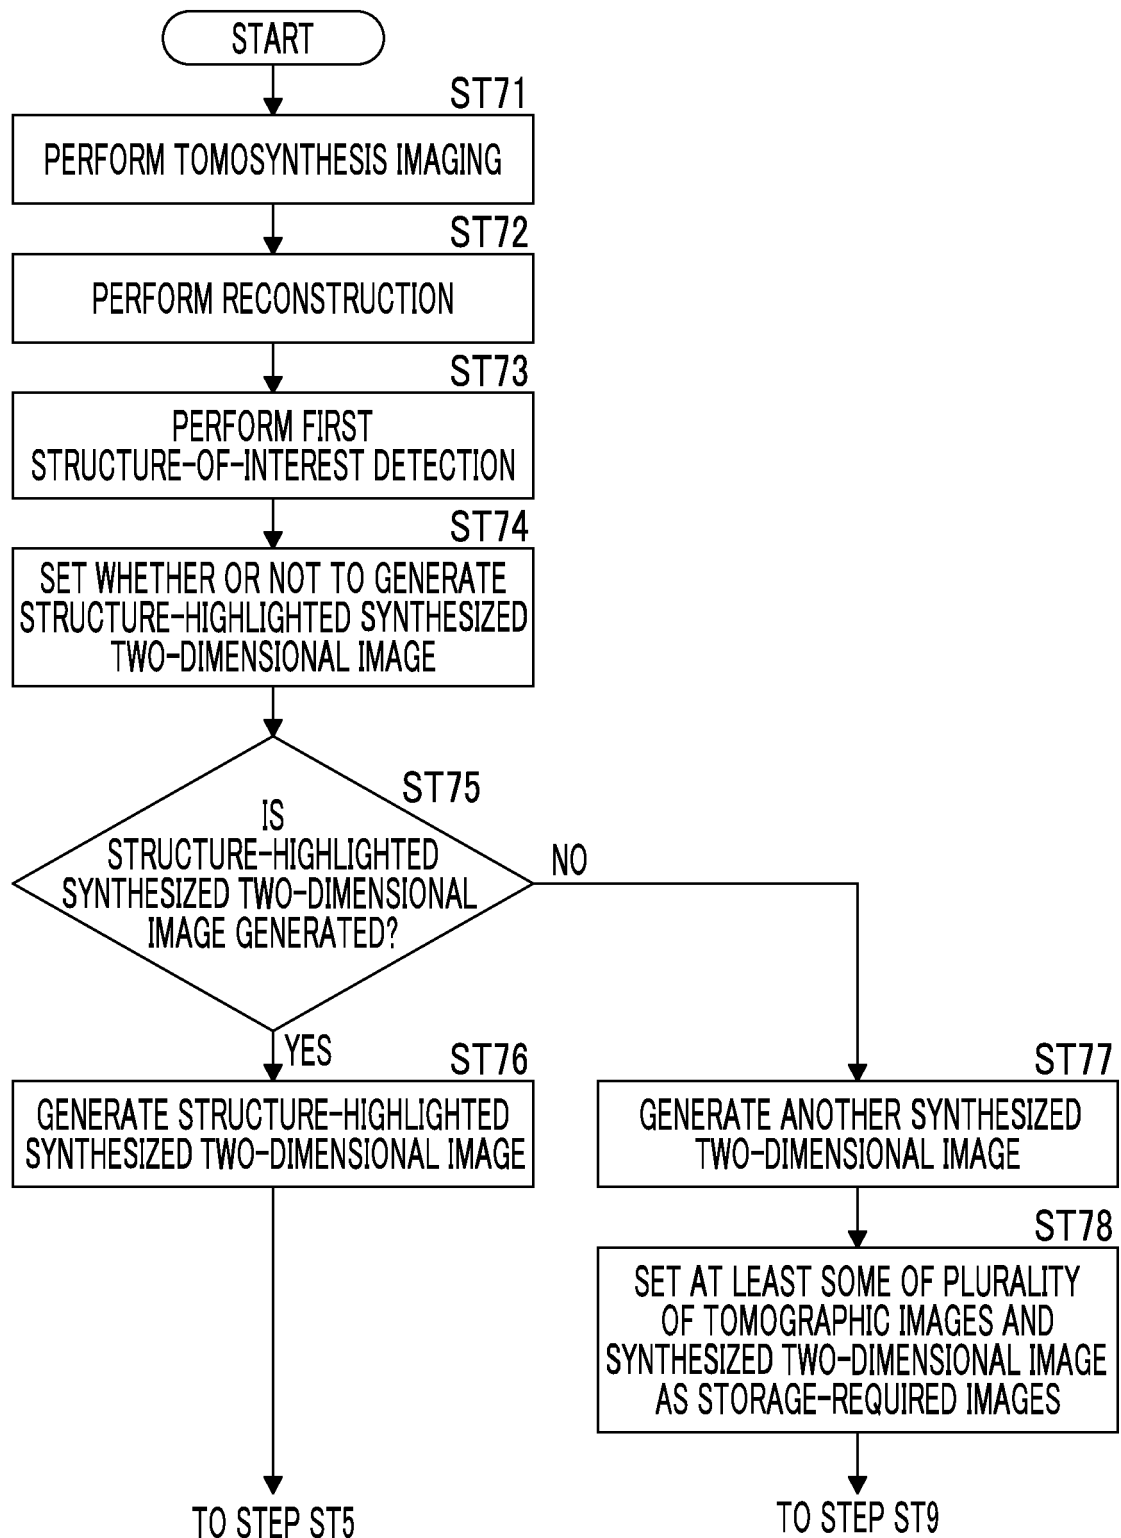 START
ST71
PERFORM TOMOSYNTHESIS IMAGING
ST72
PERFORM RECONSTRUCTION
ST73
PERFORM FIRST
STRUCTURE-OF-INTEREST DETECTION
ST74
SET WHETHER OR NOT TO GENERATE
STRUCTURE-HIGHLIGHTED SYNTHESIZED
TWO-DIMENSIONAL IMAGE
ST75
IS
STRUCTURE-HIGHLIGHTED
SYNTHESIZED TWO-DIMENSIONAL
IMAGE GENERATED?
NO
YES
ST76
GENERATE STRUCTURE-HIGHLIGHTED
SYNTHESIZED TWO-DIMENSIONAL IMAGE
TO STEP ST5
ST77
GENERATE ANOTHER SYNTHESIZED
TWO-DIMENSIONAL IMAGE
ST78
SET AT LEAST SOME OF PLURALITY
OF TOMOGRAPHIC IMAGES AND
SYNTHESIZED TWO-DIMENSIONAL IMAGE
AS STORAGE-REQUIRED IMAGES
TO STEP ST9